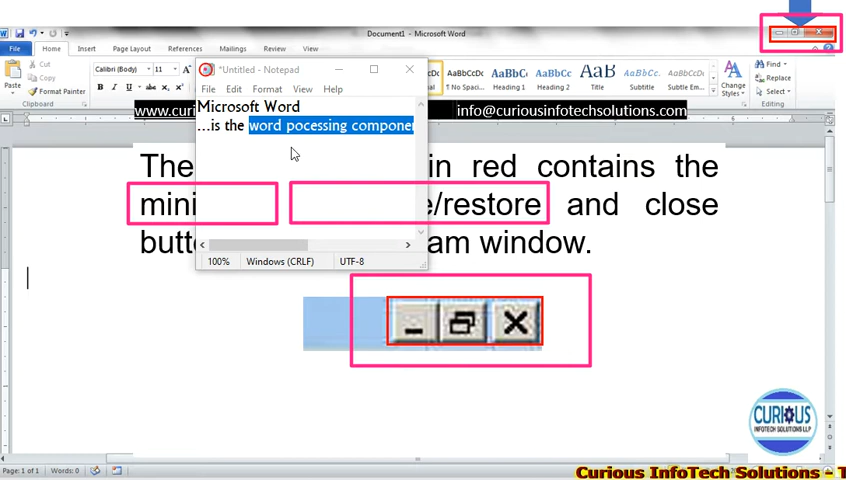 Document1 - Microsoft Word
File Home Insert Page Layout References Mailings Review View
Cut
Copy
Format Painter
Paste
Clipboard
Calibri (Body) 11
B I U
AaBbCc AaBbCc AaB AaBbCc AaBbCcD AaBbCcD
¶ No Spaci... Heading 1 Heading 2 Title Subtitle Subtle Em...
Change
Styles
Styles
Find
Replace
Select
Editing
*Untitled - Notepad
File Edit Format View Help
Microsoft Word
...is the word pocessing componen
100% Windows (CRLF) UTF-8
www.curi info@curiousinfotechsolutions.com
The in red contains the
mini e/restore and close
butto am window.
CURIOUS
INFOTECH SOLUTIONS LLP
Page: 1 of 1 Words: 0
Curious InfoTech Solutions - T